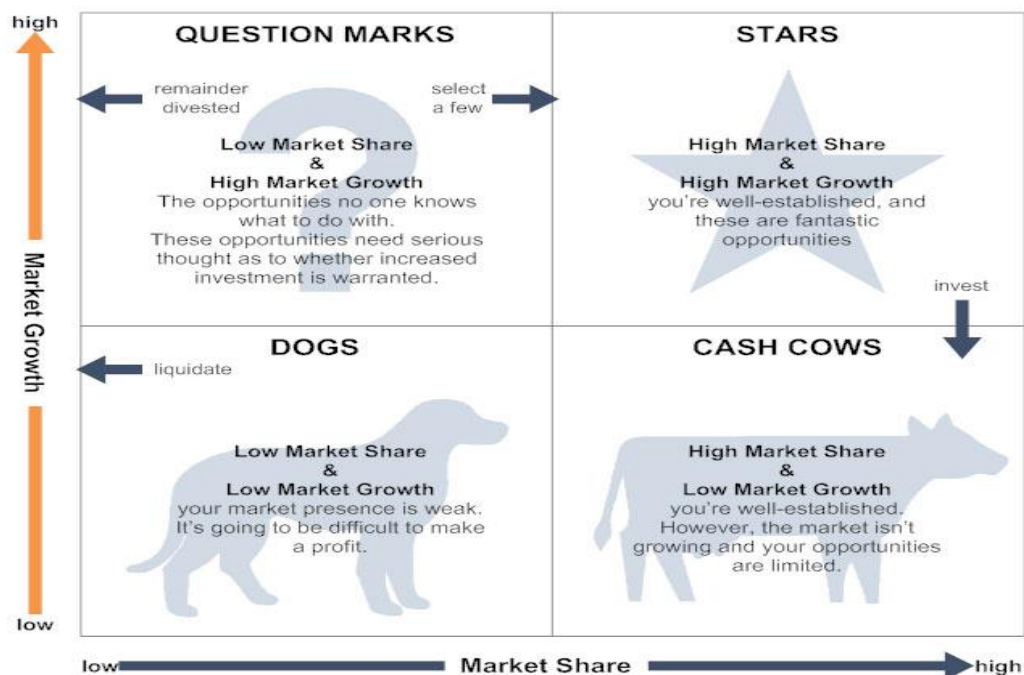 high
QUESTION MARKS
remainder
divested
select
a few
Low Market Share
&
High Market Growth
The opportunities no one knows
what to do with.
These opportunities need serious
thought as to whether increased
investment is warranted.
STARS
High Market Share
&
High Market Growth
you're well-established, and
these are fantastic
opportunities
invest
Market Growth
DOGS
liquidate
Low Market Share
&
Low Market Growth
your market presence is weak.
It's going to be difficult to make
a profit.
CASH COWS
High Market Share
&
Low Market Growth
you're well-established.
However, the market isn't
growing and your opportunities
are limited.
low
low
Market Share
high